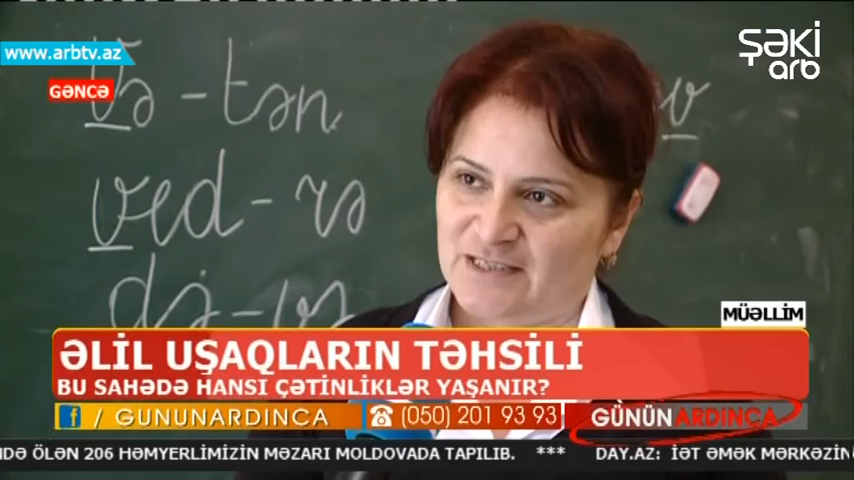 www.arbtv.az
GƏNCƏ
ŞƏKİ
arb
Və - tən
v
ved - rə
MÜƏLLİM
ƏLİL UŞAQLARIN TƏHSİLİ
BU SAHƏDƏ HANSI ÇƏTİNLİKLƏR YAŞANIR?
f / GUNUNARDINCA
(050) 201 93 93
GÜNÜN ARDINCA
NDƏ ÖLƏN 206 HƏMYERLİMİZİN MƏZARI MOLDOVADA TAPILIB. *** DAY.AZ: İƏT ƏMƏK MƏRKƏZİN